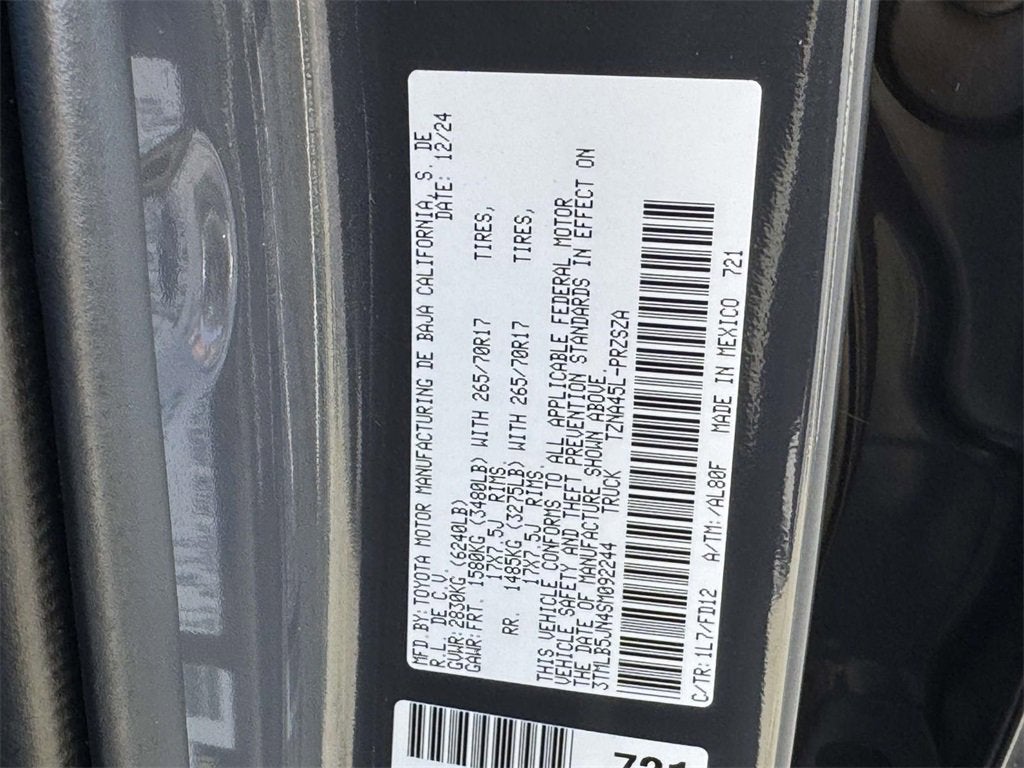 MFD.BY:TOYOTA MOTOR MANUFACTURING DE BAJA CALIFORNIA, S. DE
R.L. DE C.V. DATE: 12/24
GVWR:2830KG (6240LB)
GAWR:FRT. 1580KG (3480LB) WITH 265/70R17 TIRES,
17X7.5J RIMS.
RR. 1485KG (3275LB) WITH 265/70R17 TIRES,
17X7.5J RIMS.
THIS VEHICLE CONFORMS TO ALL APPLICABLE FEDERAL MOTOR
VEHICLE SAFETY AND THEFT PREVENTION STANDARDS IN EFFECT ON
THE DATE OF MANUFACTURE SHOWN ABOVE.
3TMLB5JN4SM092244 TRUCK TZNA45L-PRZSZA
C/TR:1L7/FD12 A/TM:/AL80F MADE IN MEXICO 721
721